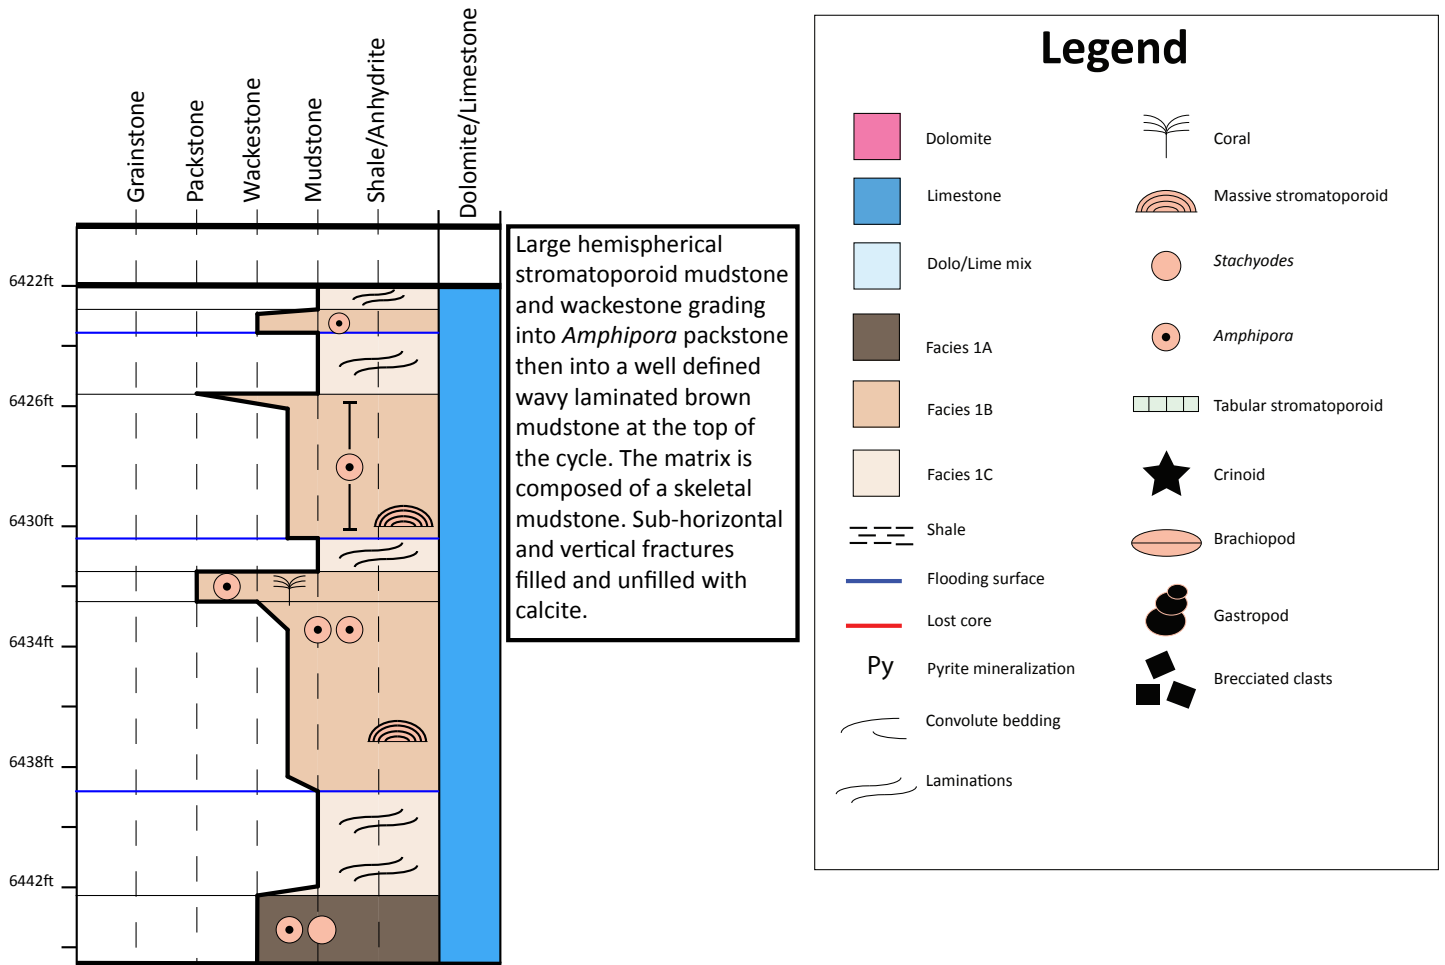 Grainstone
Packstone
Wackestone
Mudstone
Shale/Anhydrite
Dolomite/Limestone
6422ft
6426ft
6430ft
6434ft
6438ft
6442ft
Large hemispherical
stromatoporoid mudstone
and wackestone grading
into Amphipora packstone
then into a well defined
wavy laminated brown
mudstone at the top of
the cycle. The matrix is
composed of a skeletal
mudstone. Sub-horizontal
and vertical fractures
filled and unfilled with
calcite.
Legend
Dolomite
Limestone
Dolo/Lime mix
Facies 1A
Facies 1B
Facies 1C
Shale
Flooding surface
Lost core
Py Pyrite mineralization
Convolute bedding
Laminations
Coral
Massive stromatoporoid
Stachyodes
Amphipora
Tabular stromatoporoid
Crinoid
Brachiopod
Gastropod
Brecciated clasts